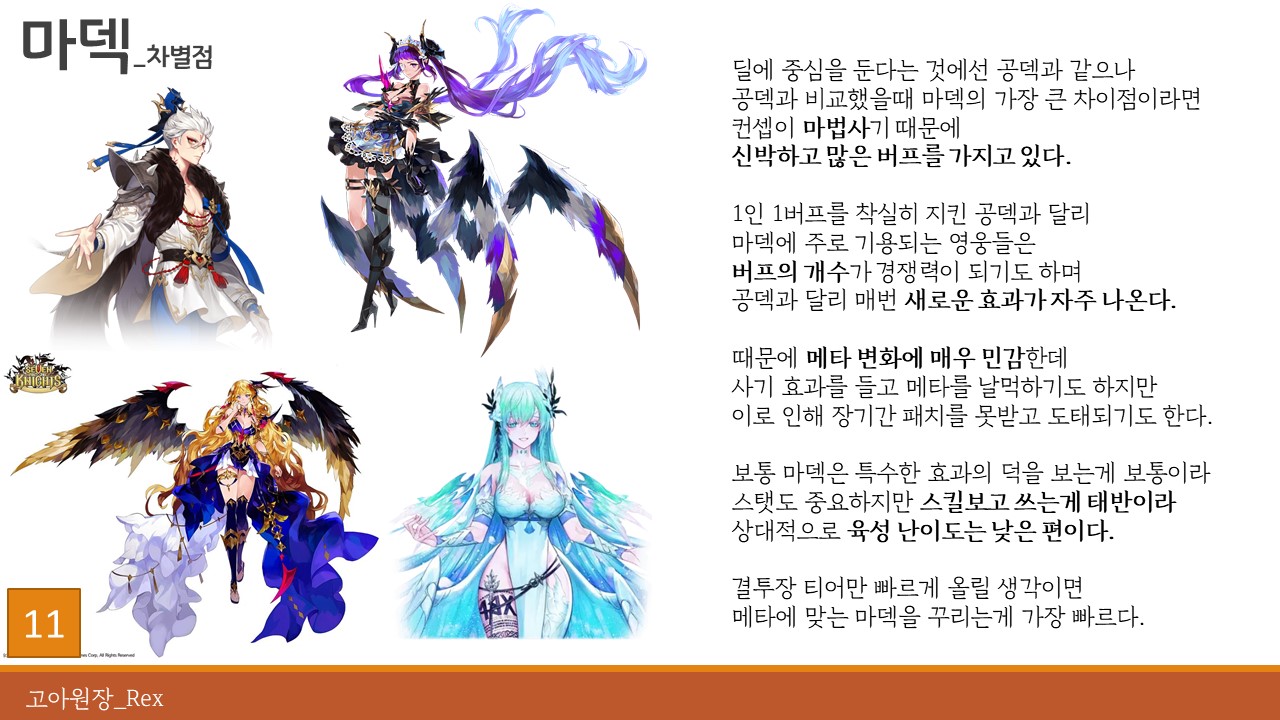 마덱_차별점
딜에 중심을 둔다는 것에선 공덱과 같으나
공덱과 비교했을때 마덱의 가장 큰 차이점이라면
컨셉이 마법사기 때문에
신박하고 많은 버프를 가지고 있다.
1인 1버프를 착실히 지킨 공덱과 달리
마덱에 주로 기용되는 영웅들은
버프의 개수가 경쟁력이 되기도 하며
공덱과 달리 매번 새로운 효과가 자주 나온다.
때문에 메타 변화에 매우 민감한데
사기 효과를 들고 메타를 날먹하기도 하지만
이로 인해 장기간 패치를 못받고 도태되기도 한다.
보통 마덱은 특수한 효과의 덕을 보는게 보통이라
스탯도 중요하지만 스킬보고 쓰는게 태반이라
상대적으로 육성 난이도는 낮은 편이다.
결투장 티어만 빠르게 올릴 생각이면
메타에 맞는 마덱을 꾸리는게 가장 빠르다.
SEVEN
KNIGHTS
11
Corp. All Rights Reserved
고아원장_Rex